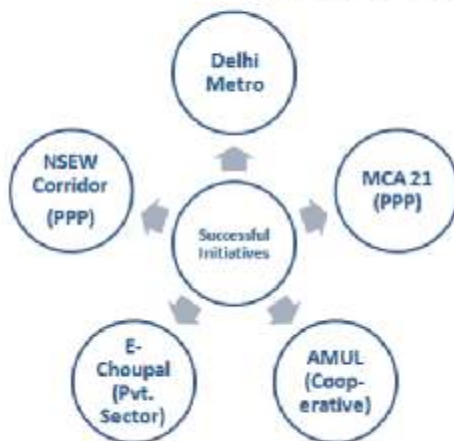 Delhi
Metro
NSEW
Corridor
(PPP)
MCA 21
(PPP)
Successful
Initiatives
E-
Choupal
(Pvt.
Sector)
AMUL
(Coop-
erative)